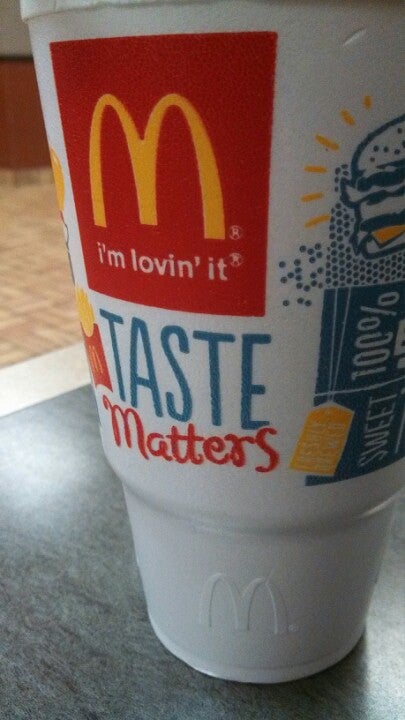 i'm lovin' it®
TASTE
Matters
SWEET
100%